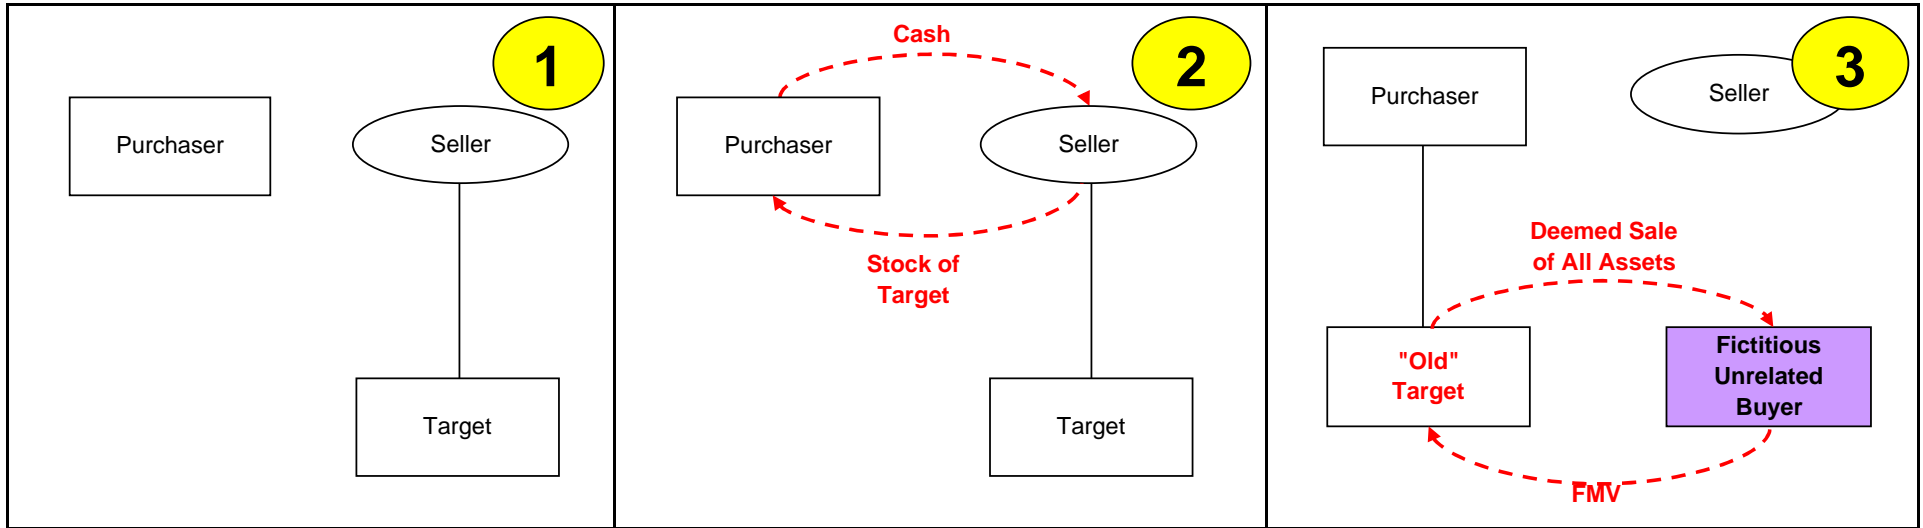 1
Purchaser
Seller
Target
2
Cash
Purchaser
Seller
Stock of
Target
Target
3
Purchaser
Seller
Deemed Sale
of All Assets
"Old"
Target
Fictitious
Unrelated
Buyer
FMV